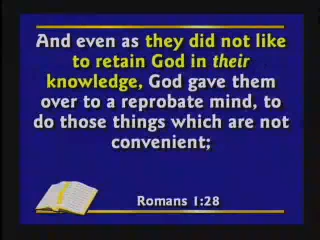 And even as they did not like
to retain God in their
knowledge, God gave them
over to a reprobate mind, to
do those things which are not
convenient;
Romans 1:28